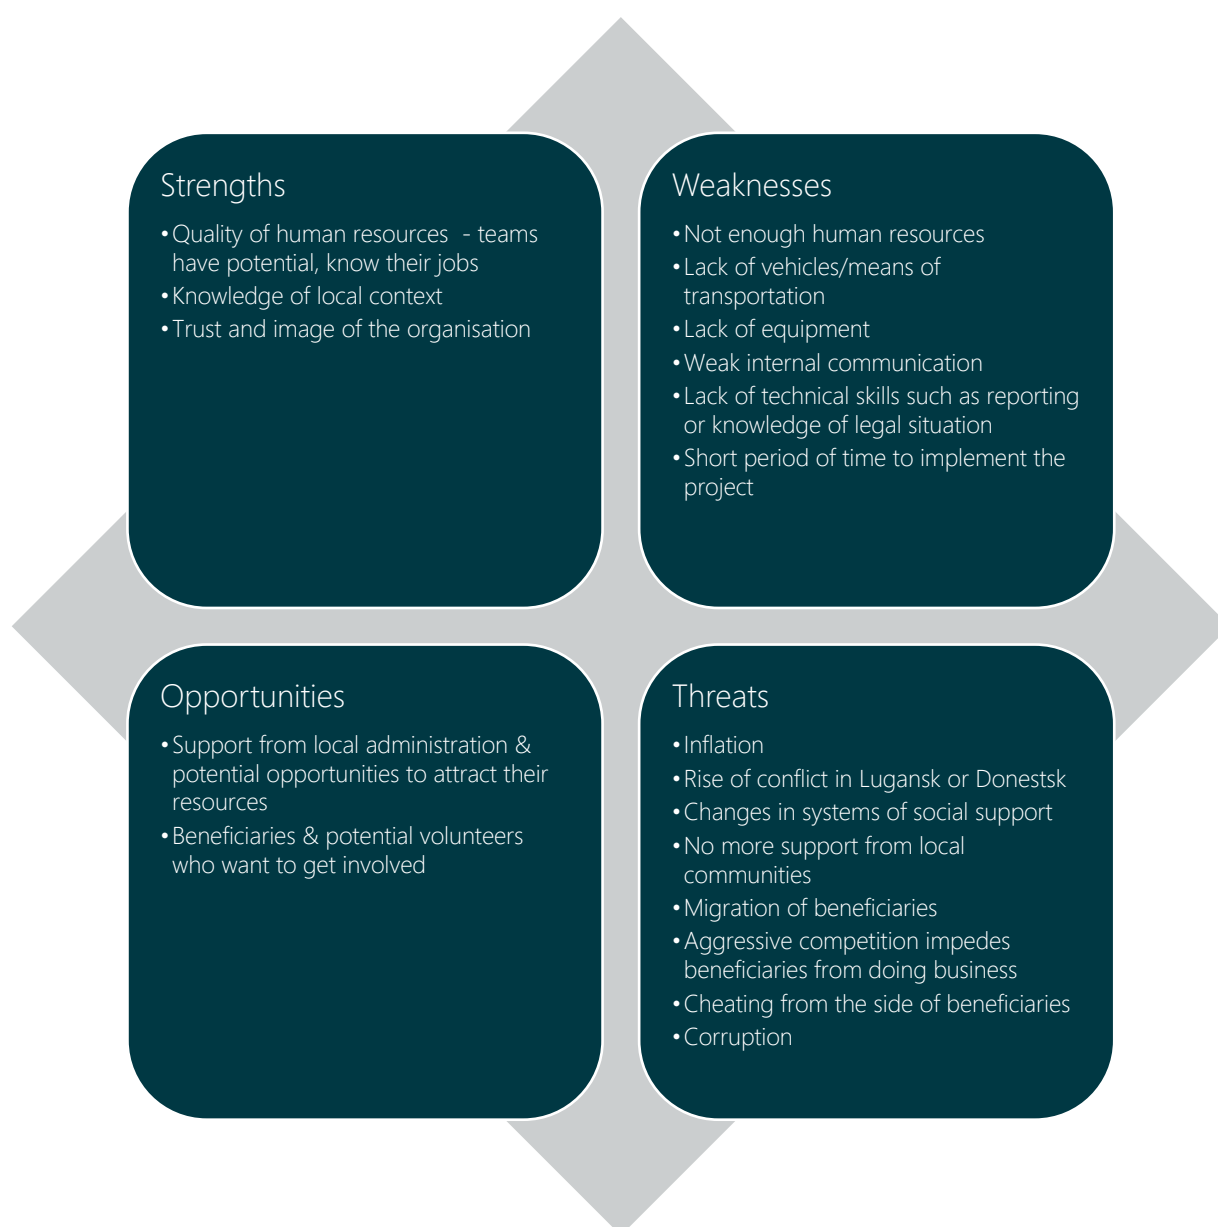 Strengths
•Quality of human resources  - teams
have potential, know their jobs
•Knowledge of local context
•Trust and image of the organisation
Weaknesses
•Not enough human resources
•Lack of vehicles/means of
transportation
•Lack of equipment
•Weak internal communication
•Lack of technical skills such as reporting
or knowledge of legal situation
•Short period of time to implement the
project
Opportunities
•Support from local administration &
potential opportunities to attract their
resources
•Beneficiaries & potential volunteers
who want to get involved
Threats
•Inflation
•Rise of conflict in Lugansk or Donestsk
•Changes in systems of social support
•No more support from local
communities
•Migration of beneficiaries
•Aggressive competition impedes
beneficiaries from doing business
•Cheating from the side of beneficiaries
•Corruption